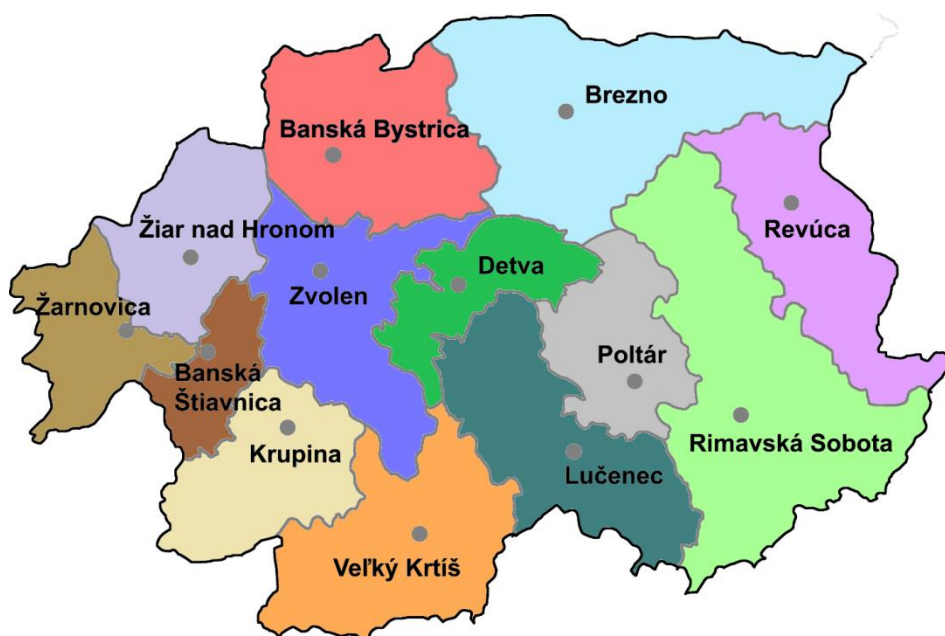 Brezno
Banská Bystrica
Revúca
Žiar nad Hronom
Detva
Zvolen
Žarnovica
Poltár
Banská
Štiavnica
Rimavská Sobota
Krupina
Lučenec
Veľký Krtíš